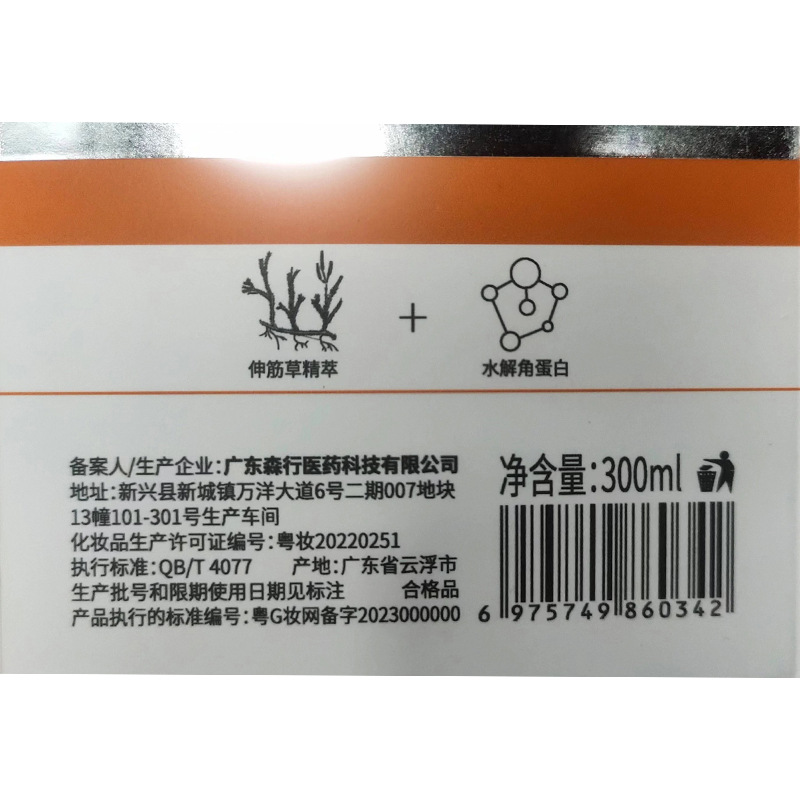 伸筋草精萃
+
水解角蛋白
备案人/生产企业:广东森行医药科技有限公司
地址:新兴县新城镇万洋大道6号二期007地块
13幢101-301号生产车间
化妆品生产许可证编号:粤妆20220251
执行标准:QB/T 4077 产地:广东省云浮市
生产批号和限期使用日期见标注 合格品
产品执行的标准编号:粤G妆网备字2023000000
净含量:300ml
6 975749 860342